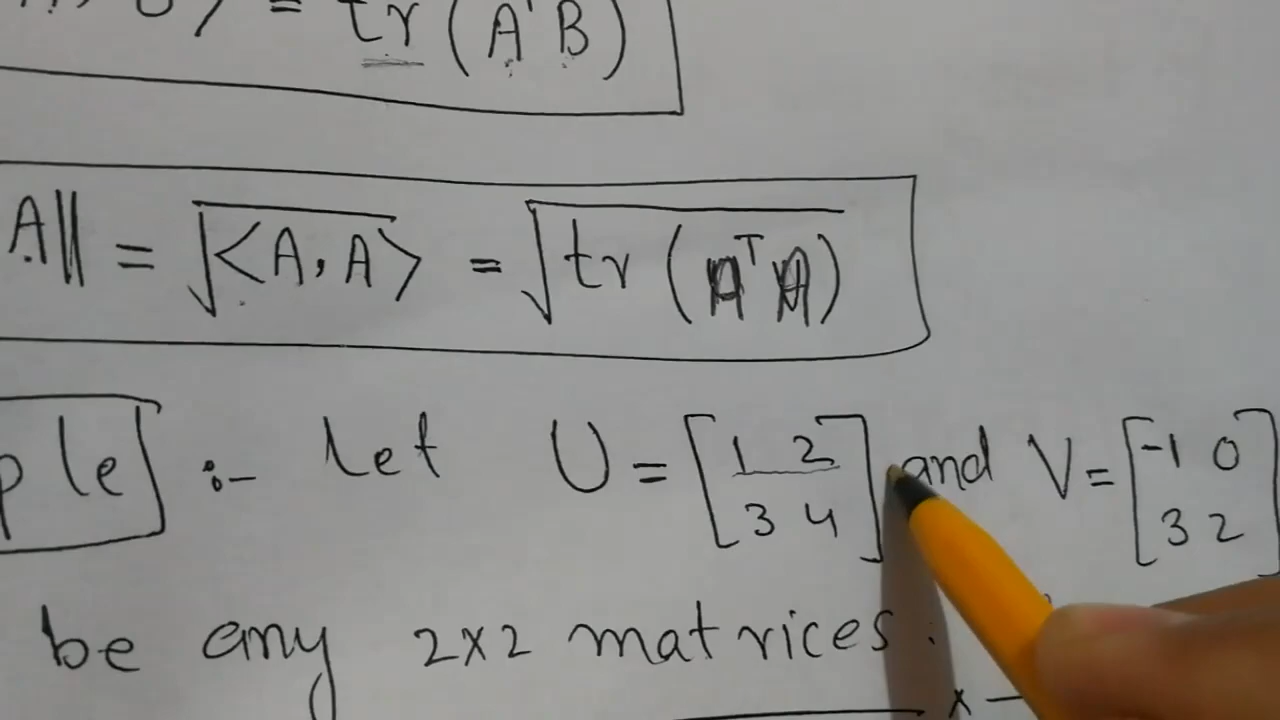 = tr (AᵀB)
A‖ = √<A, A> = √tr (AᵀA)
ple :- Let U = [1 2 3 4] and V = [-1 0 3 2]
be any 2x2 matrices.